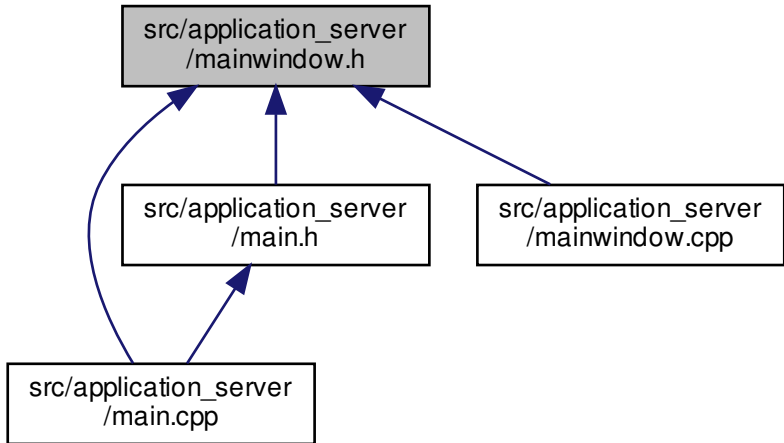 src/application_server
/mainwindow.h
src/application_server
/main.h
src/application_server
/mainwindow.cpp
src/application_server
/main.cpp